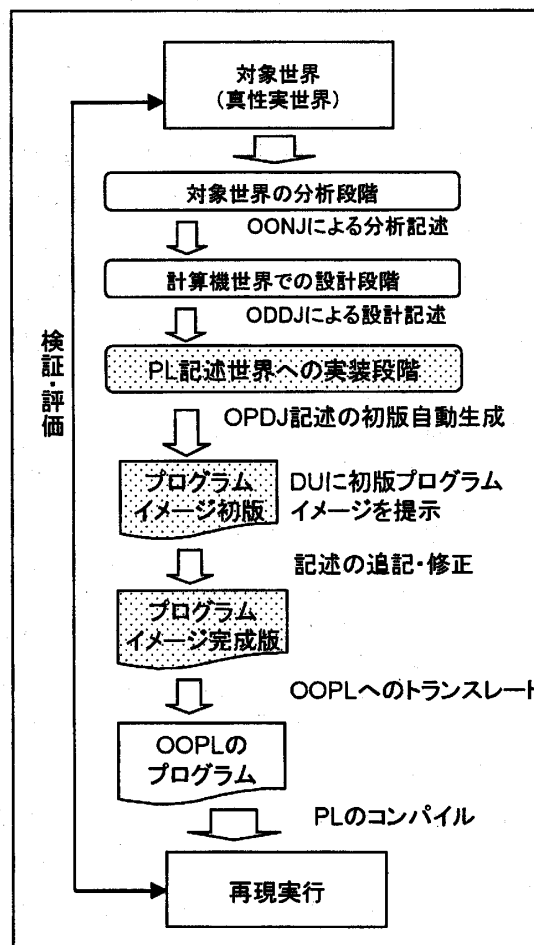 対象世界
(真性実世界)
対象世界の分析段階
OONJによる分析記述
計算機世界での設計段階
ODDJによる設計記述
検証・評価
PL記述世界への実装段階
OPDJ記述の初版自動生成
プログラム
イメージ初版
DUに初版プログラム
イメージを提示
記述の追記・修正
プログラム
イメージ完成版
OOPLへのトランスレート
OOPLの
プログラム
PLのコンパイル
再現実行